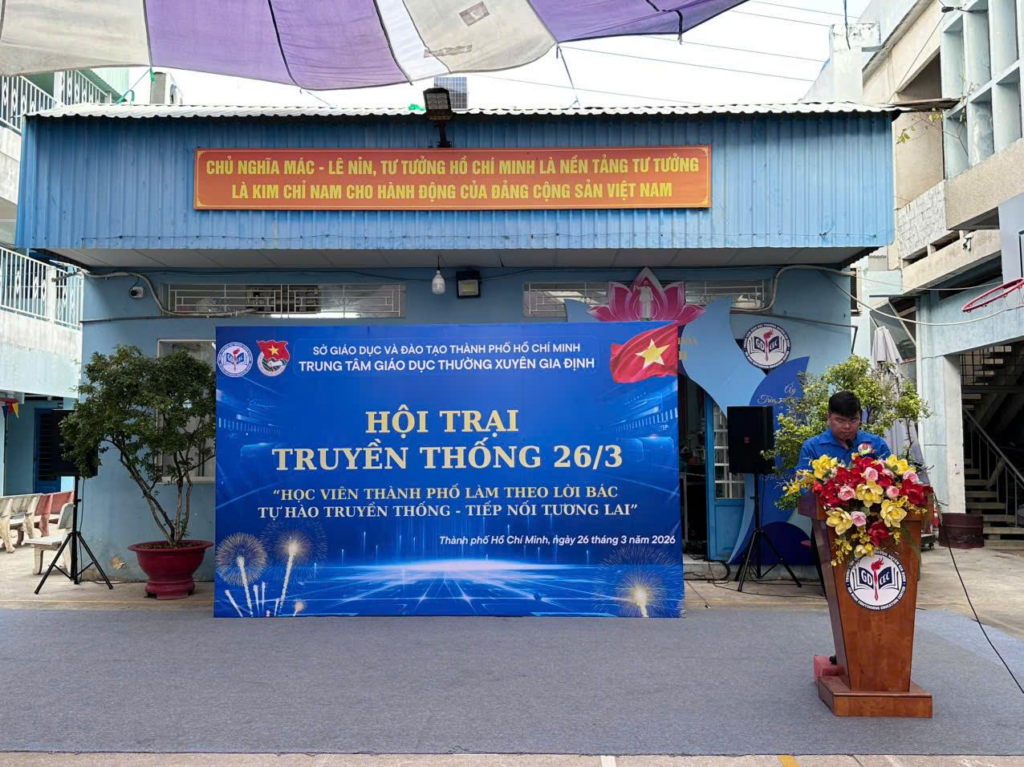 CHỦ NGHĨA MÁC - LÊ NIN, TƯ TƯỞNG HỒ CHÍ MINH LÀ NỀN TẢNG TƯ TƯỞNG
LÀ KIM CHỈ NAM CHO HÀNH ĐỘNG CỦA ĐẢNG CỘNG SẢN VIỆT NAM
SỞ GIÁO DỤC VÀ ĐÀO TẠO THÀNH PHỐ HỒ CHÍ MINH
TRUNG TÂM GIÁO DỤC THƯỜNG XUYÊN GIA ĐỊNH
HỘI TRẠI
TRUYỀN THỐNG 26/3
“HỌC VIÊN THÀNH PHỐ LÀM THEO LỜI BÁC
TỰ HÀO TRUYỀN THỐNG - TIẾP NỐI TƯƠNG LAI”
Thành phố Hồ Chí Minh, ngày 26 tháng 3 năm 2026